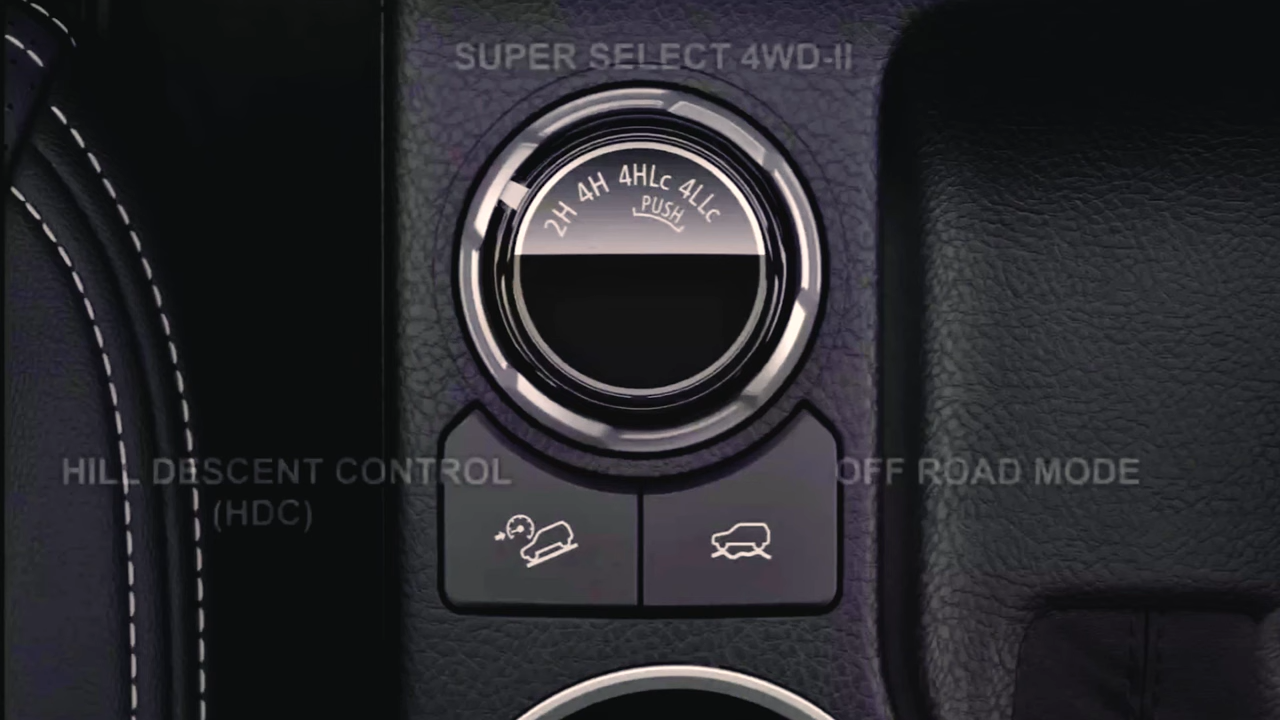 SUPER SELECT 4WD-II
2H 4H 4HLc 4LLc
PUSH
HILL DESCENT CONTROL
(HDC)
OFF ROAD MODE